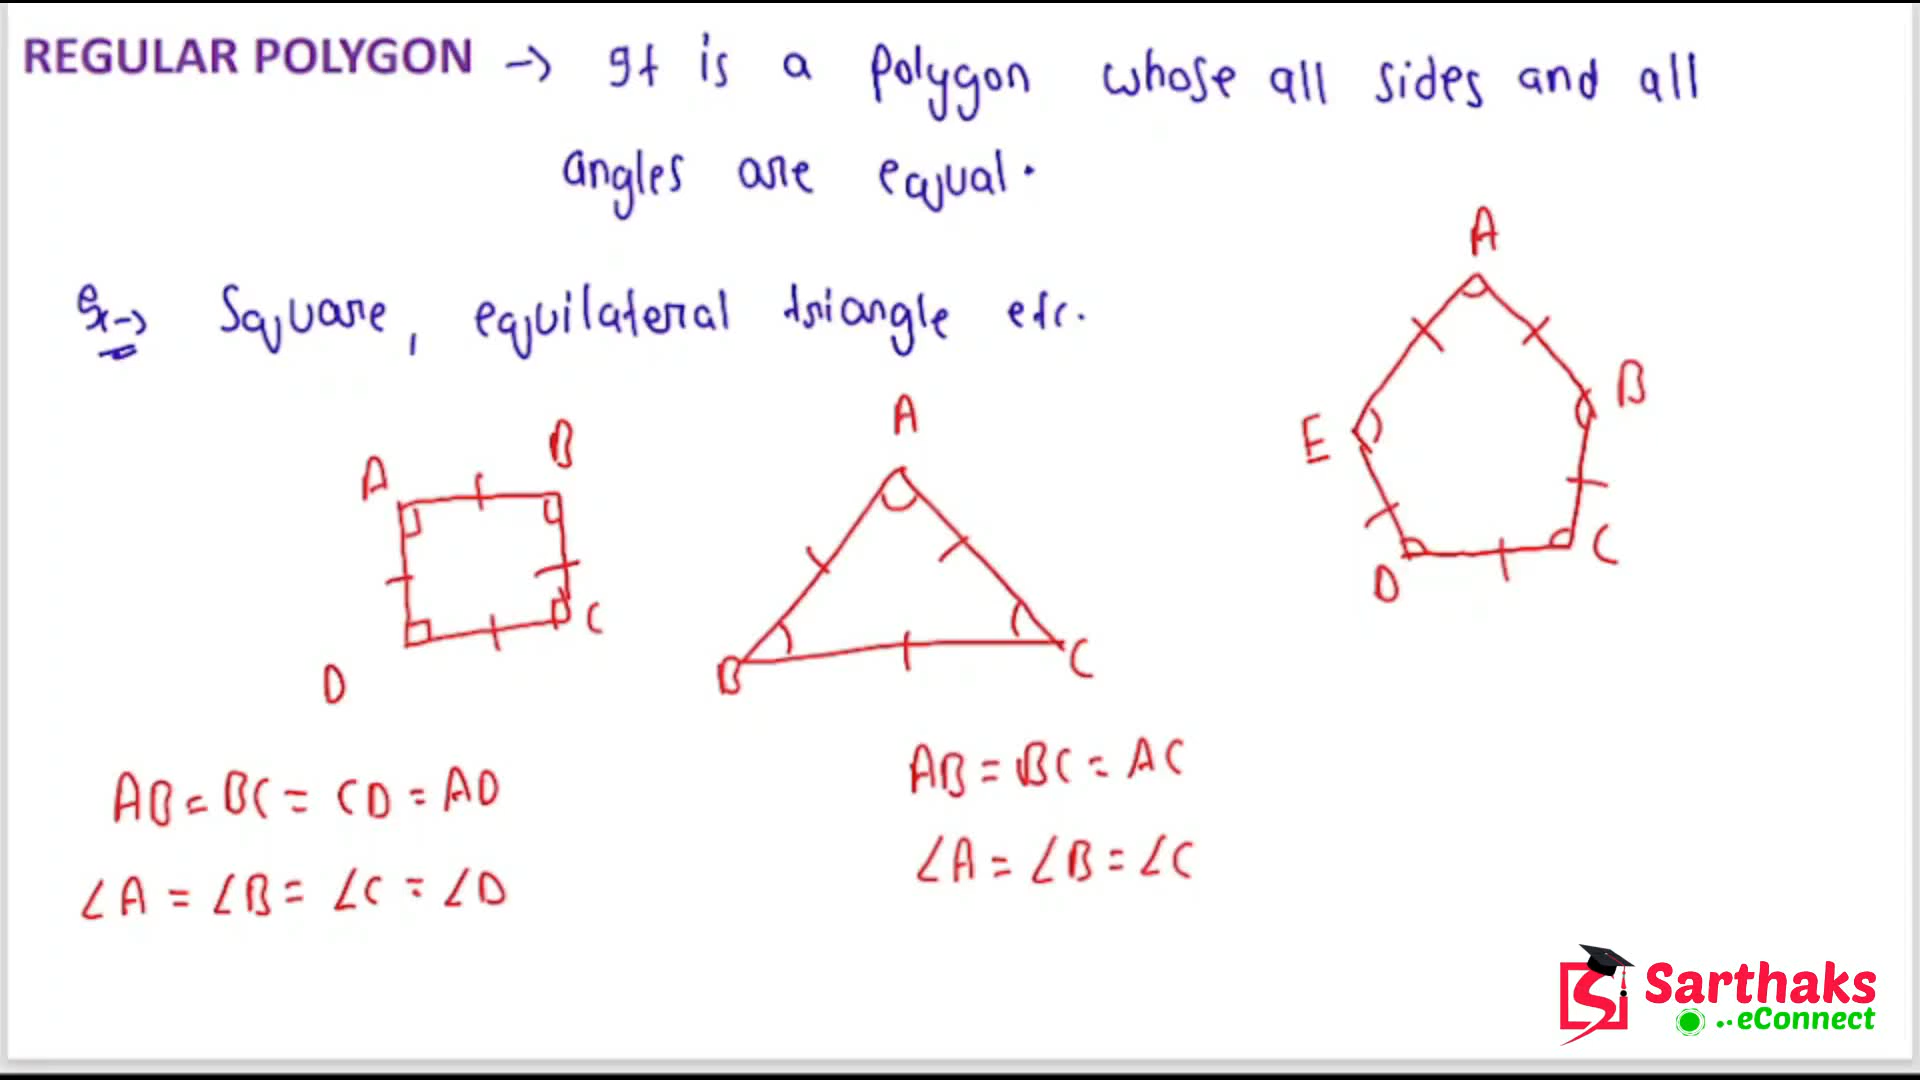 REGULAR POLYGON → It is a polygon whose all sides and all
angles are equal.
Ex→ Square, equilateral triangle etc.
A B C D
A B C
A B C D E
AB = BC = CD = AD
∠A = ∠B = ∠C = ∠D
AB = BC = AC
∠A = ∠B = ∠C
Sarthaks
eConnect